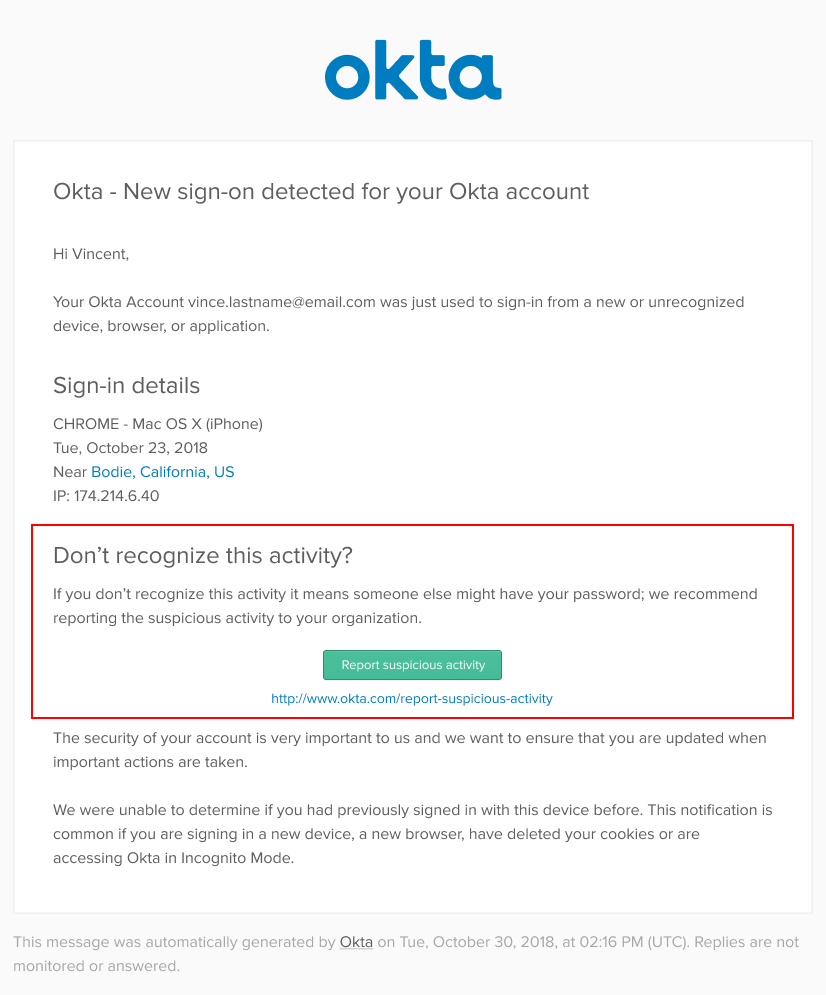 okta
Okta - New sign-on detected for your Okta account
Hi Vincent,
Your Okta Account vince.lastname@email.com was just used to sign-in from a new or unrecognized
device, browser, or application.
Sign-in details
CHROME - Mac OS X (iPhone)
Tue, October 23, 2018
Near Bodie, California, US
IP: 174.214.6.40
Don’t recognize this activity?
If you don’t recognize this activity it means someone else might have your password; we recommend
reporting the suspicious activity to your organization.
Report suspicious activity
http://www.okta.com/report-suspicious-activity
The security of your account is very important to us and we want to ensure that you are updated when
important actions are taken.
We were unable to determine if you had previously signed in with this device before. This notification is
common if you are signing in a new device, a new browser, have deleted your cookies or are
accessing Okta in Incognito Mode.
This message was automatically generated by Okta on Tue, October 30, 2018, at 02:16 PM (UTC). Replies are not
monitored or answered.